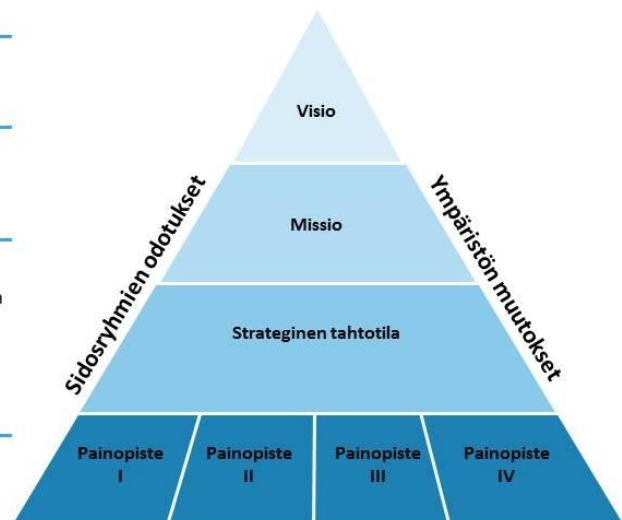 Visio
Sidosryhmien odotukset
Ympäristön muutokset
Missio
Strateginen tahtotila
Painopiste
I
Painopiste
II
Painopiste
III
Painopiste
IV